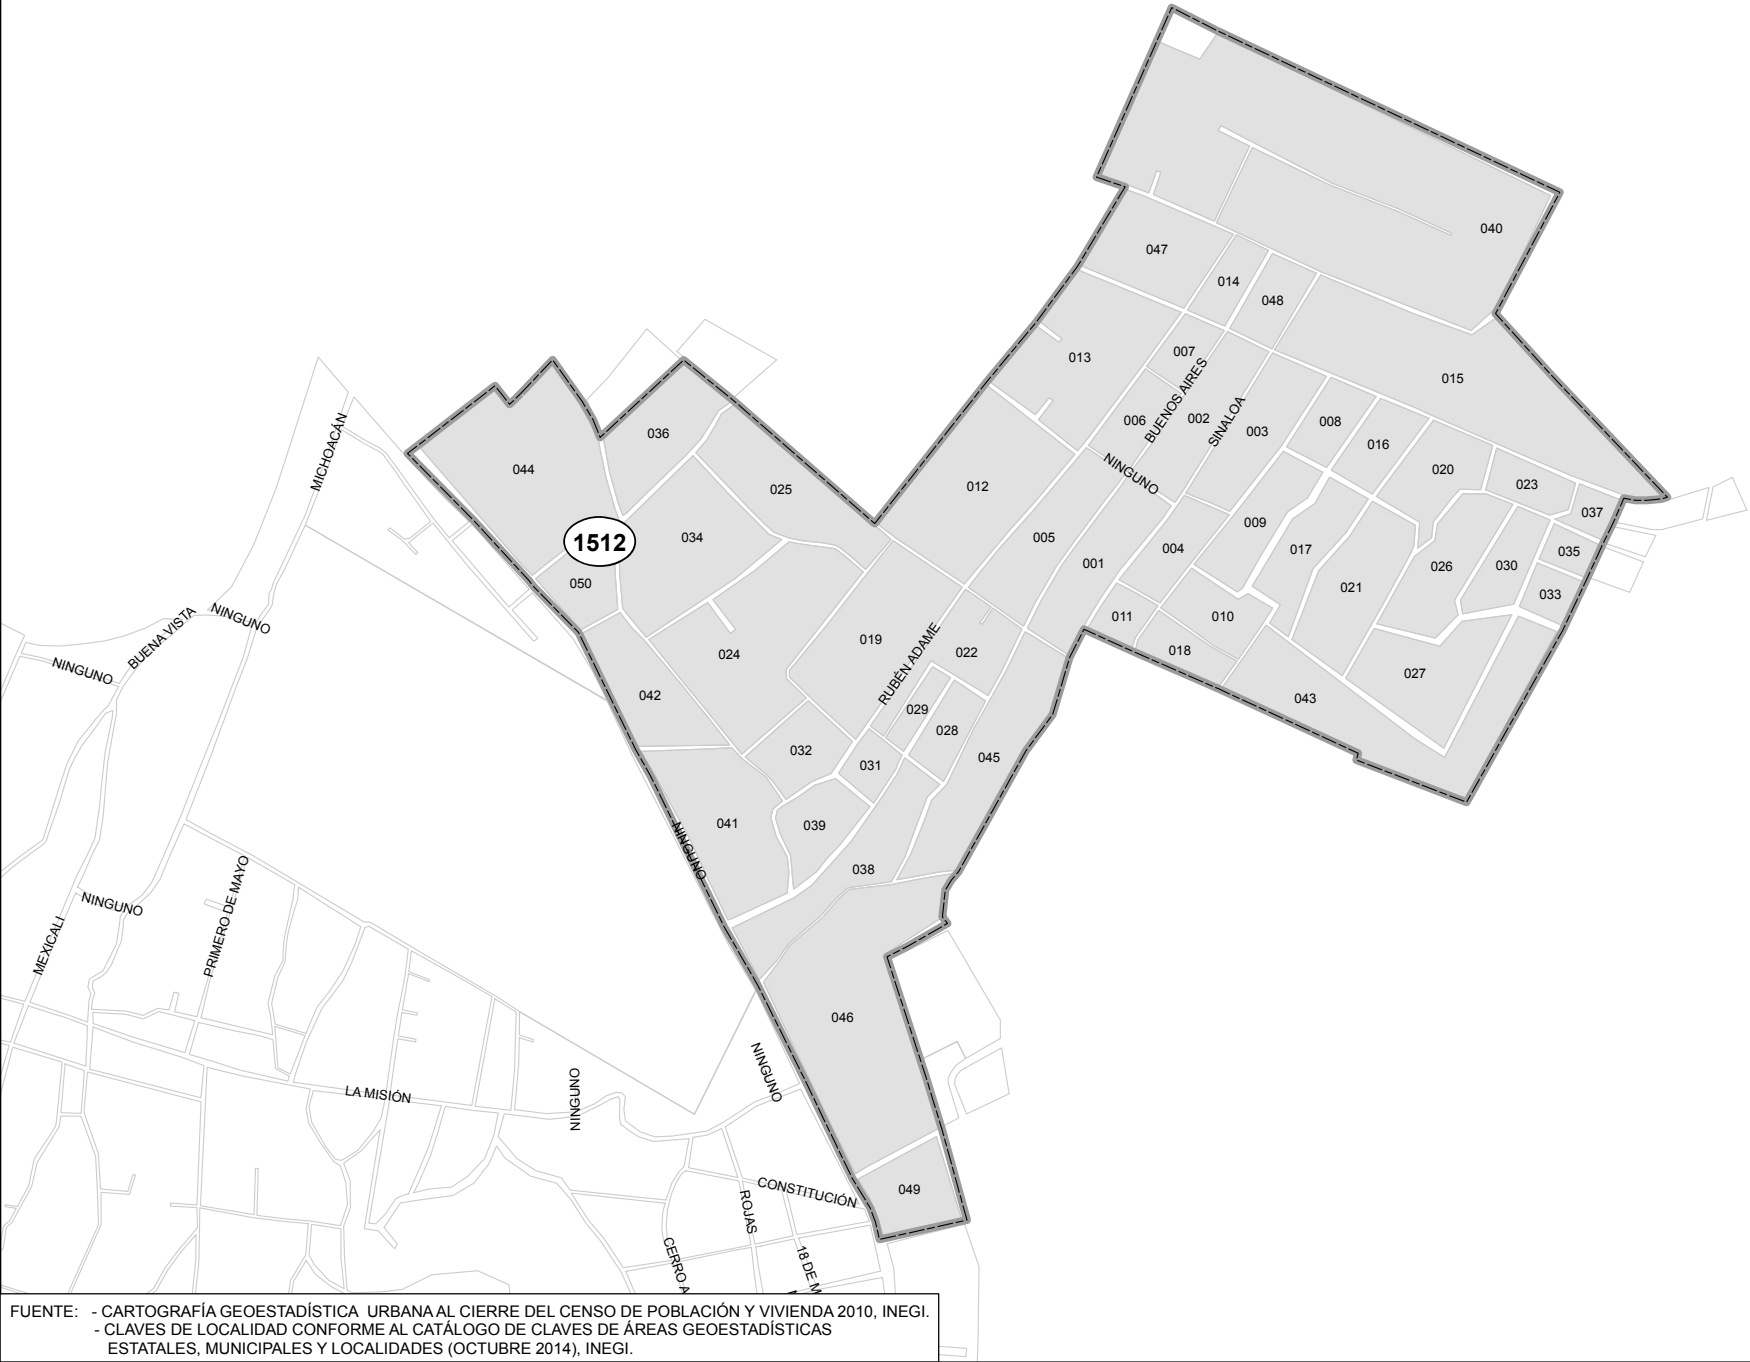 040
047
014
048
007
013
015
BUENOS AIRES
006
002
SINALOA
003
008
016
020
036
MICHOACÁN
044
025
012
NINGUNO
023
037
009
034
1512
005
001
004
017
035
026
030
050
021
033
011
010
NINGUNO
BUENA VISTA
NINGUNO
019
RUBÉN ADAME
022
018
024
027
042
043
029
028
032
045
031
041
039
NINGUNO
038
PRIMERO DE MAYO
NINGUNO
MEXICALI
046
NINGUNO
NINGUNO
LA MISIÓN
CONSTITUCIÓN
049
ROJAS
CERRO A
18 DE M
FUENTE: - CARTOGRAFÍA GEOESTADÍSTICA URBANA AL CIERRE DEL CENSO DE POBLACIÓN Y VIVIENDA 2010, INEGI.
- CLAVES DE LOCALIDAD CONFORME AL CATÁLOGO DE CLAVES DE ÁREAS GEOESTADÍSTICAS
ESTATALES, MUNICIPALES Y LOCALIDADES (OCTUBRE 2014), INEGI.